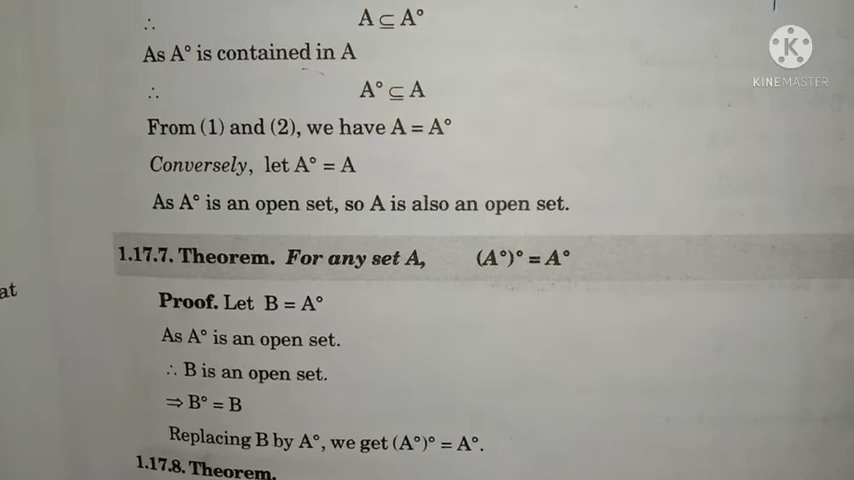 ∴ A ⊆ A°
As A° is contained in A
∴ A° ⊆ A
From (1) and (2), we have A = A°
Conversely, let A° = A
As A° is an open set, so A is also an open set.
1.17.7. Theorem. For any set A, (A°)° = A°
at
Proof. Let B = A°
As A° is an open set.
∴ B is an open set.
⇒ B° = B
Replacing B by A°, we get (A°)° = A°.
1.17.8. Theorem.
K
KINEMASTER